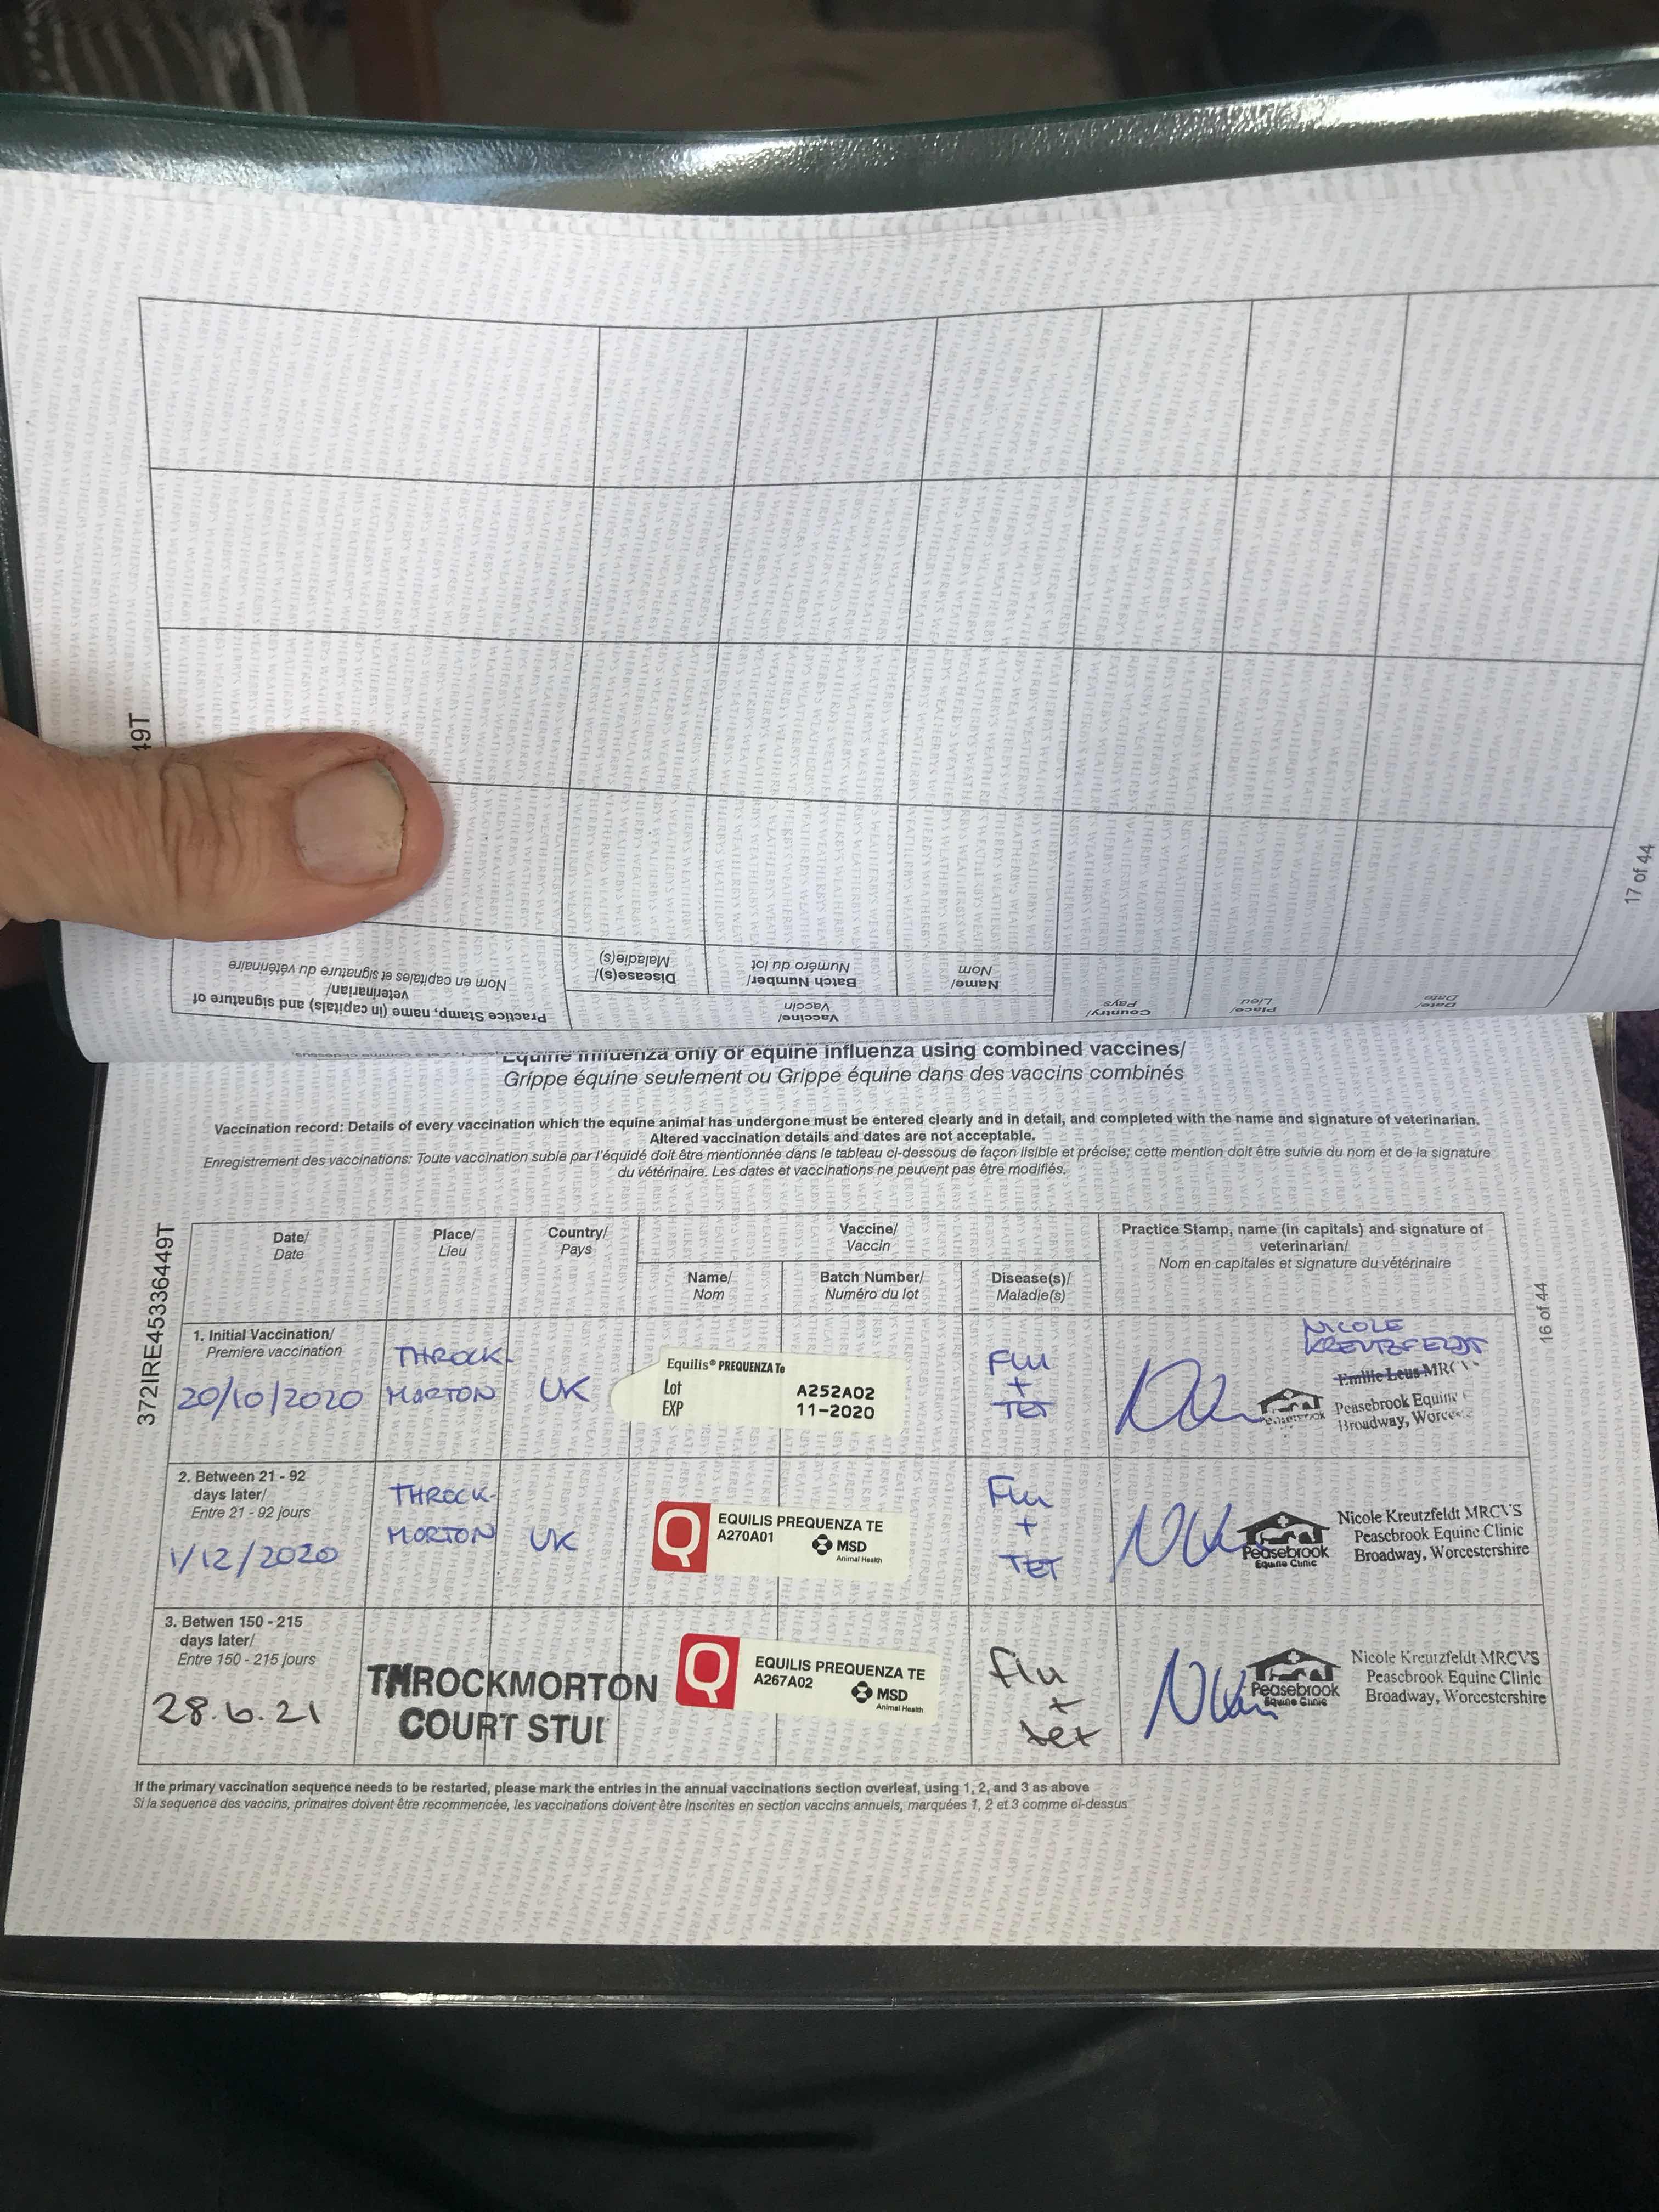 49T
17 of 44
Date/
Date
Place/
Lieu
Country/
Pays
Vaccine/
Vaccin
Name/
Nom
Batch Number/
Numéro du lot
Disease(s)/
Maladie(s)
Practice Stamp, name (in capitals) and signature of
veterinarian/
Nom en capitales et signature du vétérinaire
Equine influenza only or equine influenza using combined vaccines/
Grippe équine seulement ou Grippe équine dans des vaccins combinés
Vaccination record: Details of every vaccination which the equine animal has undergone must be entered clearly and in detail, and completed with the name and signature of veterinarian.
Altered vaccination details and dates are not acceptable.
Enregistrement des vaccinations: Toute vaccination subie par l'équidé doit être mentionnée dans le tableau ci-dessous de façon lisible et précise; cette mention doit être suivie du nom et de la signature
du vétérinaire. Les dates et vaccinations ne peuvent pas être modifiés.
372IRE45336449T
16 of 44
Date/
Date
Place/
Lieu
Country/
Pays
Vaccine/
Vaccin
Name/
Nom
Batch Number/
Numéro du lot
Disease(s)/
Maladie(s)
Practice Stamp, name (in capitals) and signature of
veterinarian/
Nom en capitales et signature du vétérinaire
1. Initial Vaccination/
Premiere vaccination
20/10/2020
THROCK-
MORTON
UK
Equilis® PREQUENZA Te
Lot A252A02
EXP 11-2020
FLU
+
TET
NICOLE
KREUTZFELDT
Emilie Leus MRCV
Peasebrook Equine
Broadway, Worces
2. Between 21 - 92
days later/
Entre 21 - 92 jours
1/12/2020
THROCK-
MORTON
UK
Q
EQUILIS PREQUENZA TE
A270A01
MSD
Animal Health
FLU
+
TET
Peasebrook
Equine Clinic
Nicole Kreutzfeldt MRCVS
Peasebrook Equine Clinic
Broadway, Worcestershire
3. Betwen 150 - 215
days later/
Entre 150 - 215 jours
28.6.21
THROCKMORTON
COURT STU
Q
EQUILIS PREQUENZA TE
A267A02
MSD
Animal Health
flu
+
tet
Peasebrook
Equine Clinic
Nicole Kreutzfeldt MRCVS
Peasebrook Equine Clinic
Broadway, Worcestershire
If the primary vaccination sequence needs to be restarted, please mark the entries in the annual vaccinations section overleaf, using 1, 2, and 3 as above
Si la sequence des vaccins, primaires doivent être recommencée, les vaccinations doivent être inscrites en section vaccins annuels, marquées 1, 2 et 3 comme ci-dessus